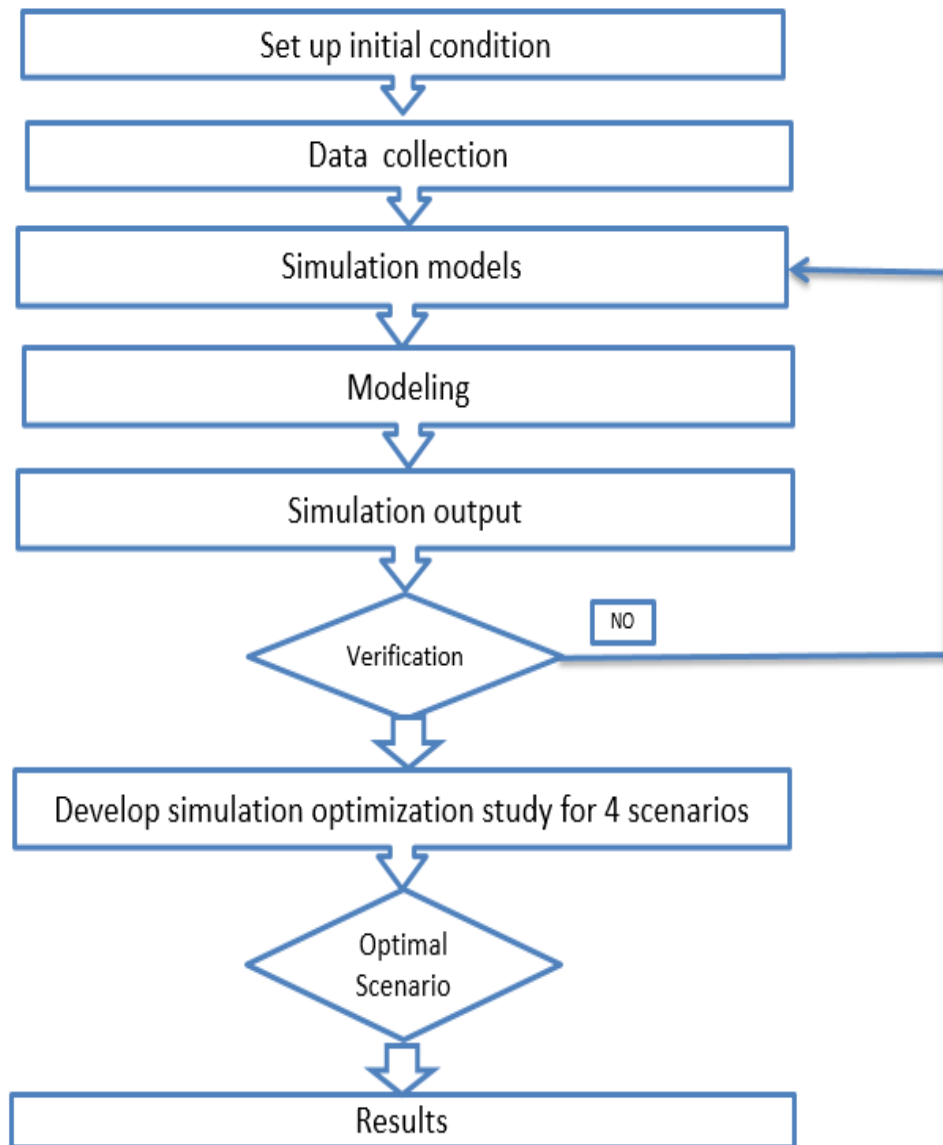 Set up initial condition
Data collection
Simulation models
Modeling
Simulation output
Verification
NO
Develop simulation optimization study for 4 scenarios
Optimal
Scenario
Results